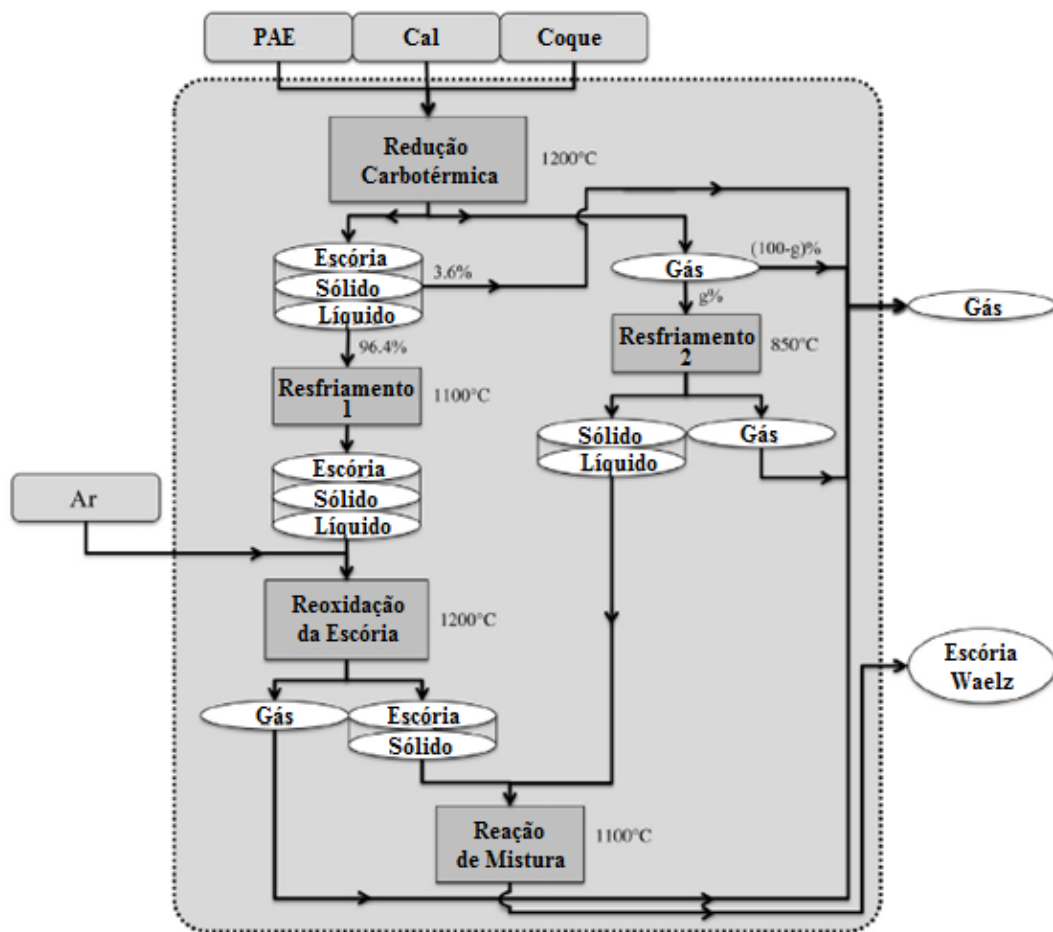 PAE
Cal
Coque
Redução
Carbotérmica
1200°C
Escória
Sólido
Líquido
3.6%
Gás
(100-g)%
g%
Gás
96.4%
Resfriamento
1
1100°C
Resfriamento
2
850°C
Escória
Sólido
Líquido
Sólido
Líquido
Gás
Ar
Reoxidação
da Escória
1200°C
Escória
Waelz
Gás
Escória
Sólido
Reação
de Mistura
1100°C